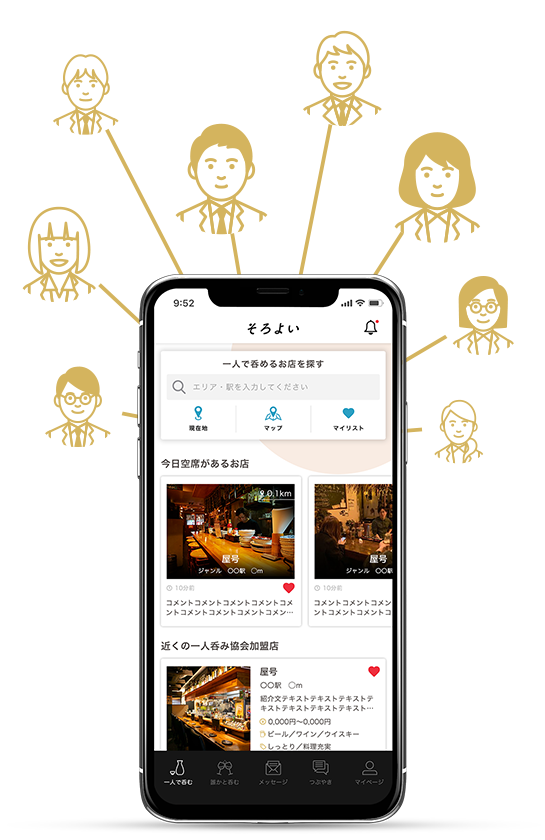 9:52
そろよい
一人で呑めるお店を探す
エリア・駅を入力してください
現在地
マップ
マイリスト
今日空席があるお店
0.1km
屋号
ジャンル 〇〇駅 〇m
10分前
コメントコメントコメントコメントコメ
ントコメントコメントコメントコメン…
屋号
ジャンル 〇〇駅 〇m
10分前
コメントコメントコメ
ントコメントコメント
近くの一人呑み協会加盟店
屋号
〇〇駅 〇m
紹介文テキストテキストテキストテ
キストテキストテキストテキスト…
0,000円〜0,000円
ビール／ワイン／ウイスキー
しっとり／料理充実
一人で呑む
誰かと呑む
メッセージ
つぶやき
マイページ